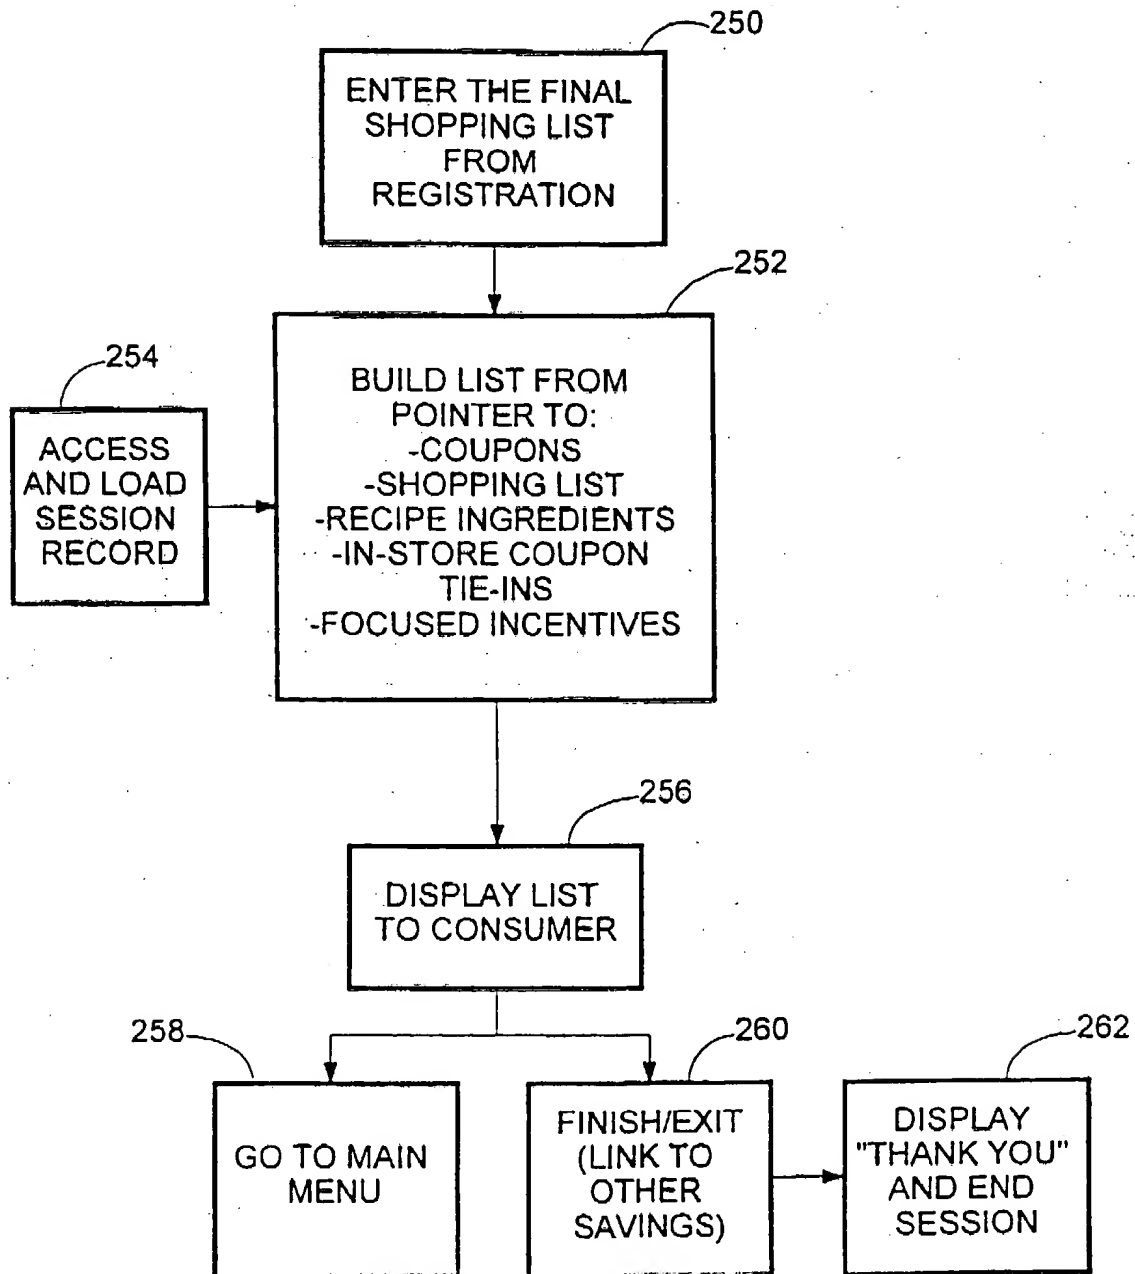 250
ENTER THE FINAL
SHOPPING LIST
FROM
REGISTRATION
252
BUILD LIST FROM
POINTER TO:
-COUPONS
-SHOPPING LIST
-RECIPE INGREDIENTS
-IN-STORE COUPON
TIE-INS
-FOCUSED INCENTIVES
254
ACCESS
AND LOAD
SESSION
RECORD
256
DISPLAY LIST
TO CONSUMER
258
GO TO MAIN
MENU
260
FINISH/EXIT
(LINK TO
OTHER
SAVINGS)
262
DISPLAY
"THANK YOU"
AND END
SESSION